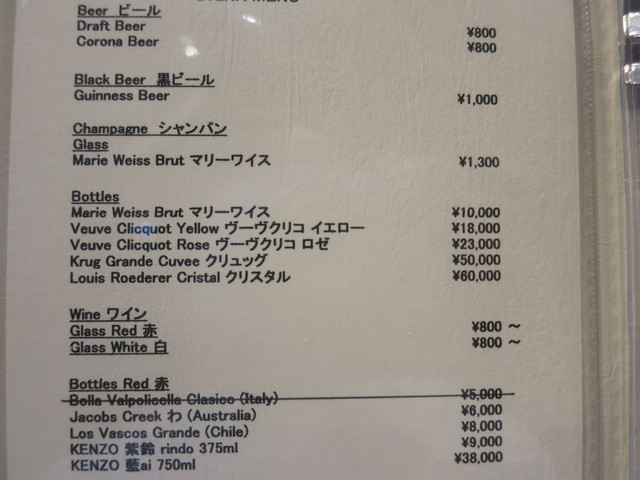 Beer ビール
Draft Beer ¥800
Corona Beer ¥800
Black Beer 黒ビール
Guinness Beer ¥1,000
Champagne シャンパン
Glass
Marie Weiss Brut マリーワイス ¥1,300
Bottles
Marie Weiss Brut マリーワイス ¥10,000
Veuve Clicquot Yellow ヴーヴクリコ イエロー ¥18,000
Veuve Clicquot Rose ヴーヴクリコ ロゼ ¥23,000
Krug Grande Cuvee クリュッグ ¥50,000
Louis Roederer Cristal クリスタル ¥60,000
Wine ワイン
Glass Red 赤 ¥800 ～
Glass White 白 ¥800 ～
Bottles Red 赤
Bolla Valpolicella Clasico (Italy) ¥5,000
Jacobs Creek わ (Australia) ¥6,000
Los Vascos Grande (Chile) ¥8,000
KENZO 紫鈴 rindo 375ml ¥9,000
KENZO 藍ai 750ml ¥38,000